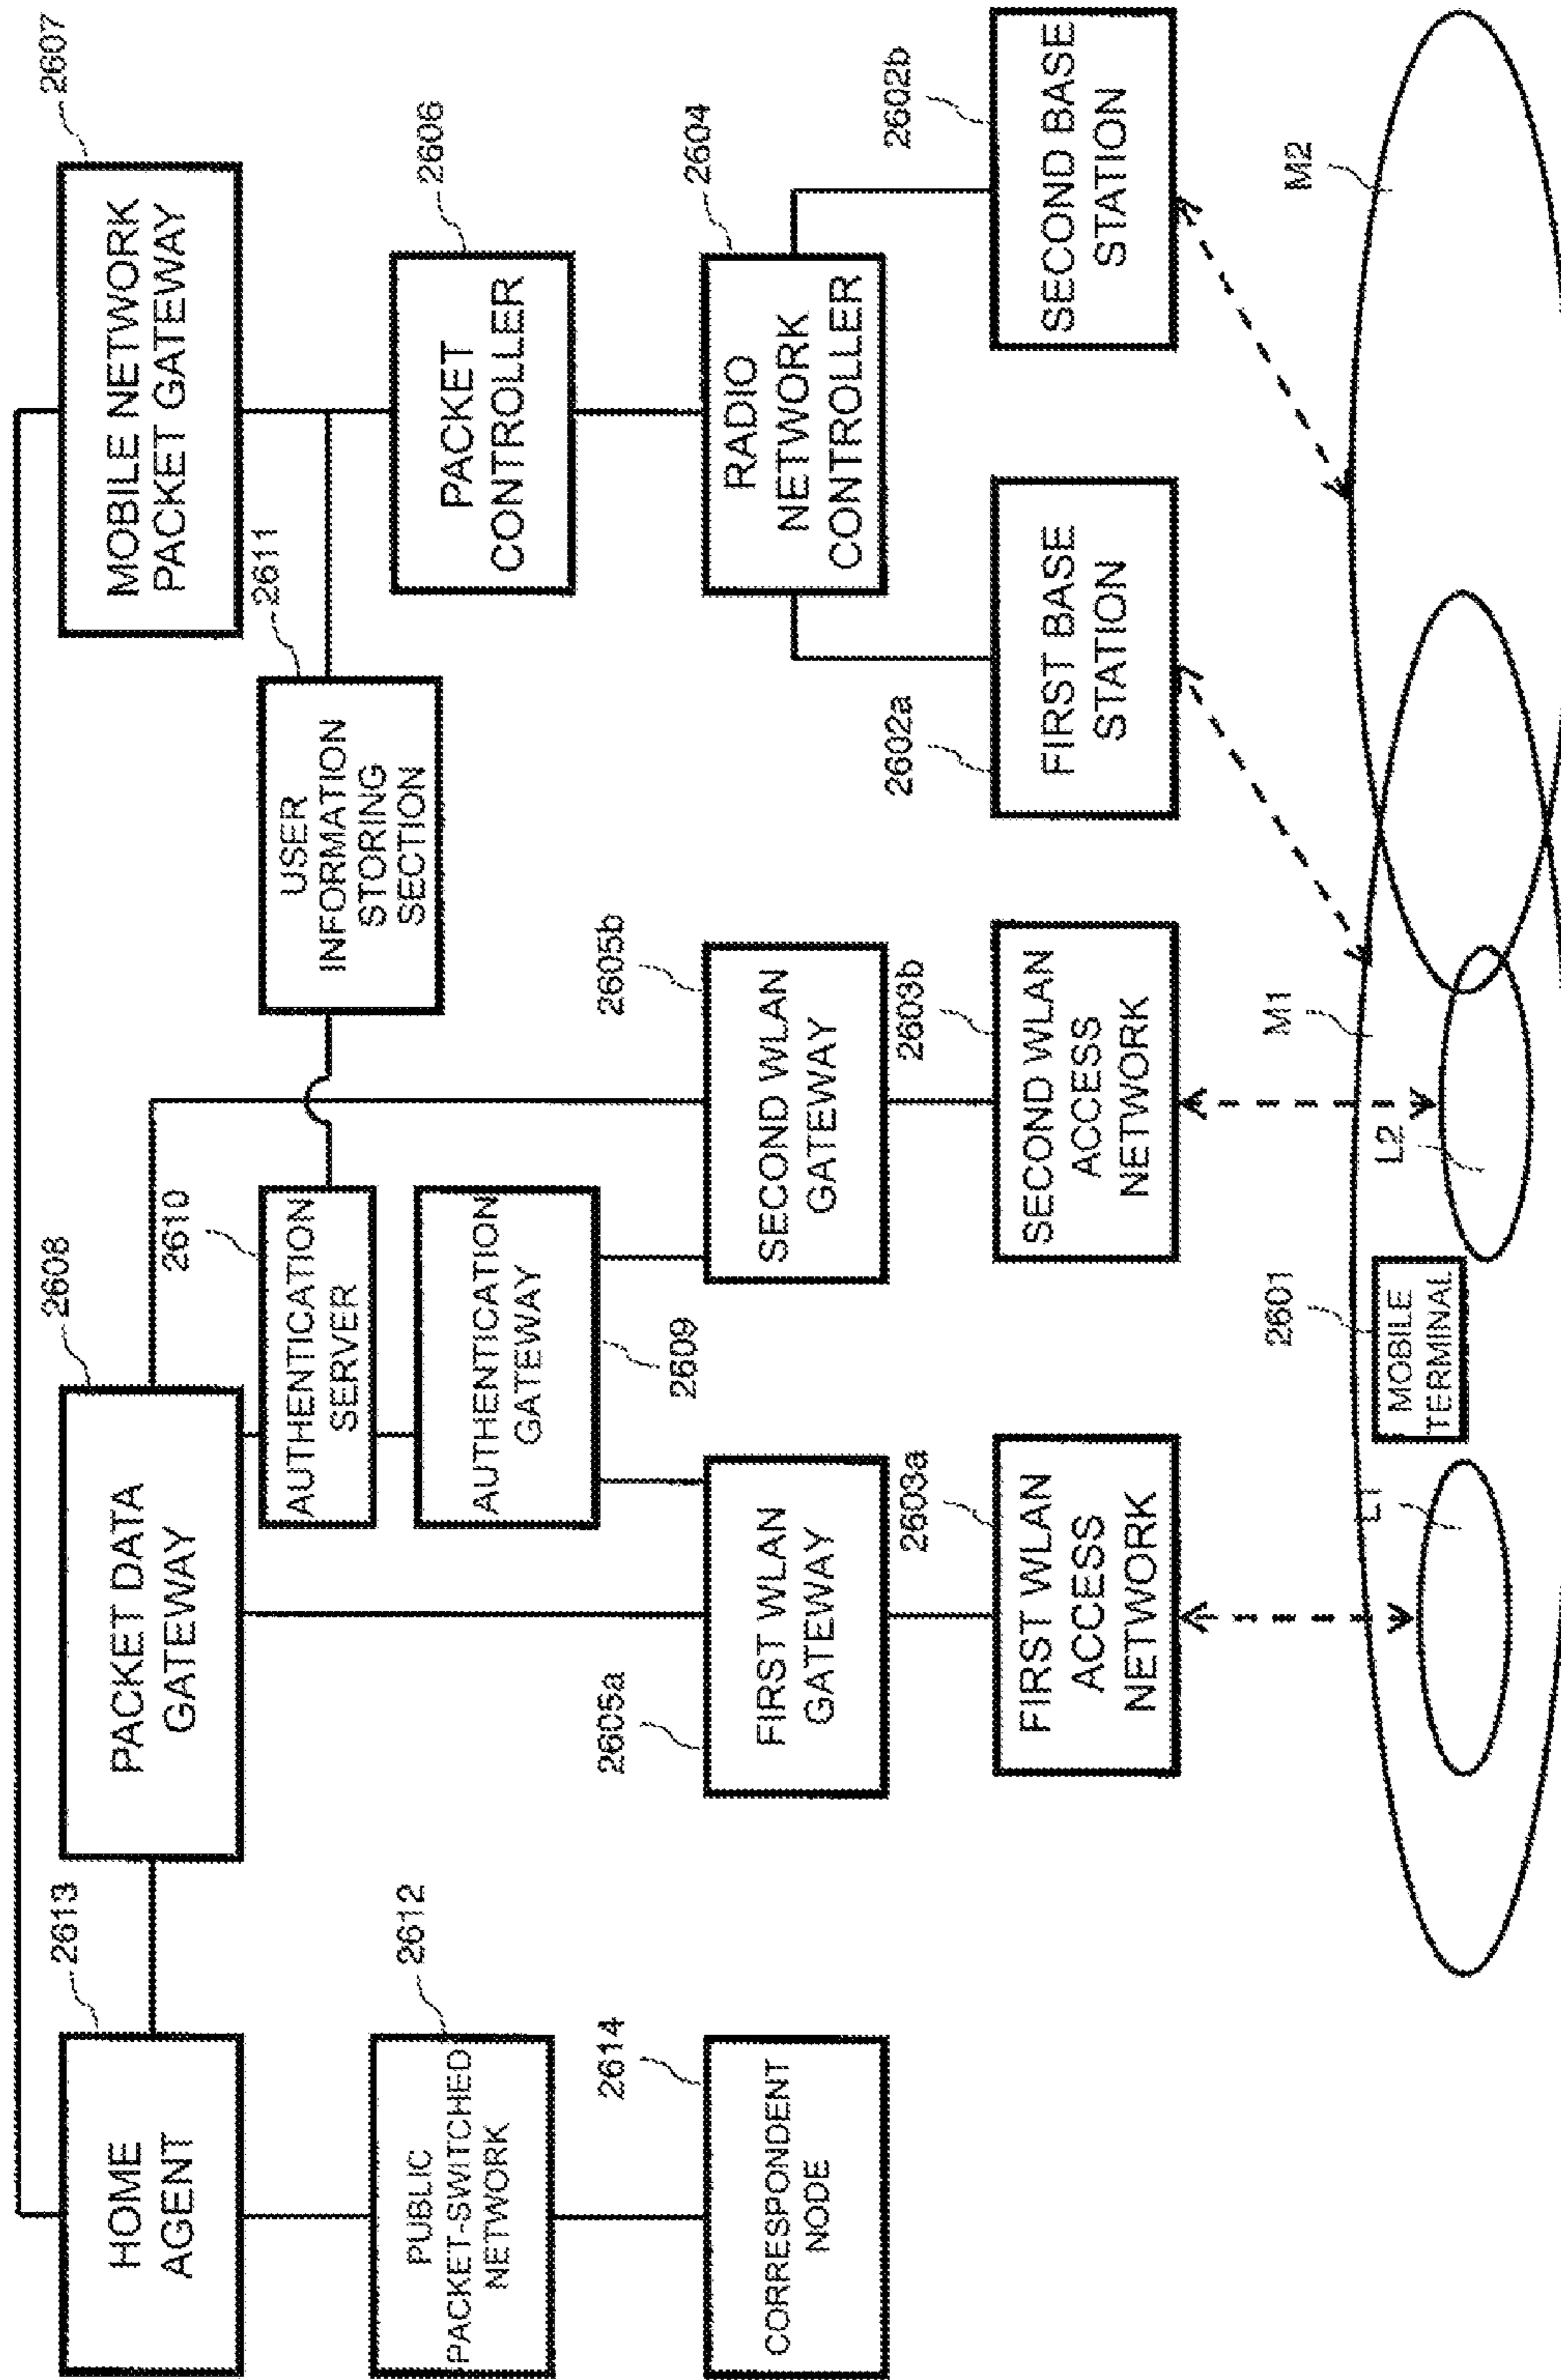 2607
MOBILE NETWORK
PACKET GATEWAY
2608
PACKET DATA
GATEWAY
2613
HOME
AGENT
2611
USER
INFORMATION
STORING
SECTION
2606
PACKET
CONTROLLER
2610
AUTHENTICATION
SERVER
AUTHENTICATION
GATEWAY
2609
2612
PUBLIC
PACKET-SWITCHED
NETWORK
2614
CORRESPONDENT
NODE
2605a
FIRST WLAN
GATEWAY
2605b
SECOND WLAN
GATEWAY
2604
RADIO
NETWORK
CONTROLLER
2603a
FIRST WLAN
ACCESS
NETWORK
2603b
SECOND WLAN
ACCESS
NETWORK
2602a
FIRST BASE
STATION
2602b
SECOND BASE
STATION
L1
2601
MOBILE
TERMINAL
L2
M1
M2